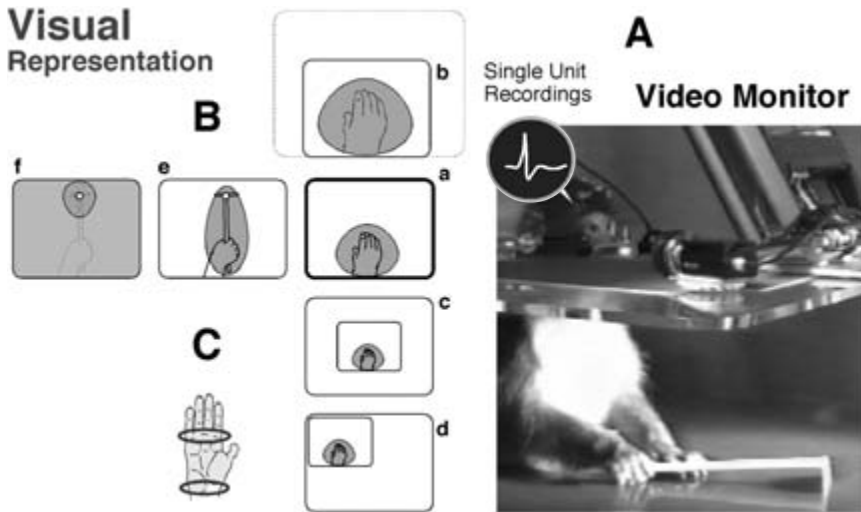 Visual
Representation
B
b
f
e
a
C
c
d
A
Single Unit
Recordings
Video Monitor